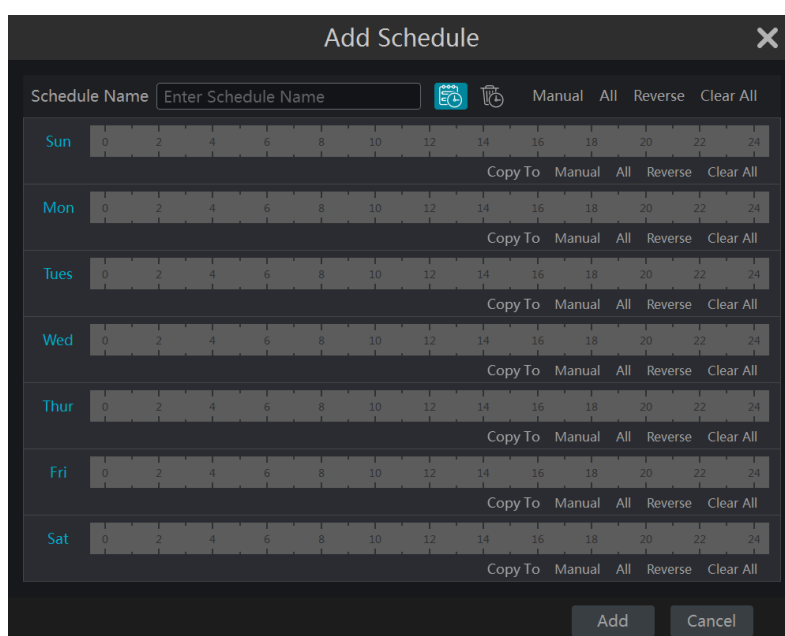 Add Schedule
Schedule Name Enter Schedule Name Manual All Reverse Clear All
Sun 0 2 4 6 8 10 12 14 16 18 20 22 24
Copy To Manual All Reverse Clear All
Mon 0 2 4 6 8 10 12 14 16 18 20 22 24
Copy To Manual All Reverse Clear All
Tues 0 2 4 6 8 10 12 14 16 18 20 22 24
Copy To Manual All Reverse Clear All
Wed 0 2 4 6 8 10 12 14 16 18 20 22 24
Copy To Manual All Reverse Clear All
Thur 0 2 4 6 8 10 12 14 16 18 20 22 24
Copy To Manual All Reverse Clear All
Fri 0 2 4 6 8 10 12 14 16 18 20 22 24
Copy To Manual All Reverse Clear All
Sat 0 2 4 6 8 10 12 14 16 18 20 22 24
Copy To Manual All Reverse Clear All
Add Cancel